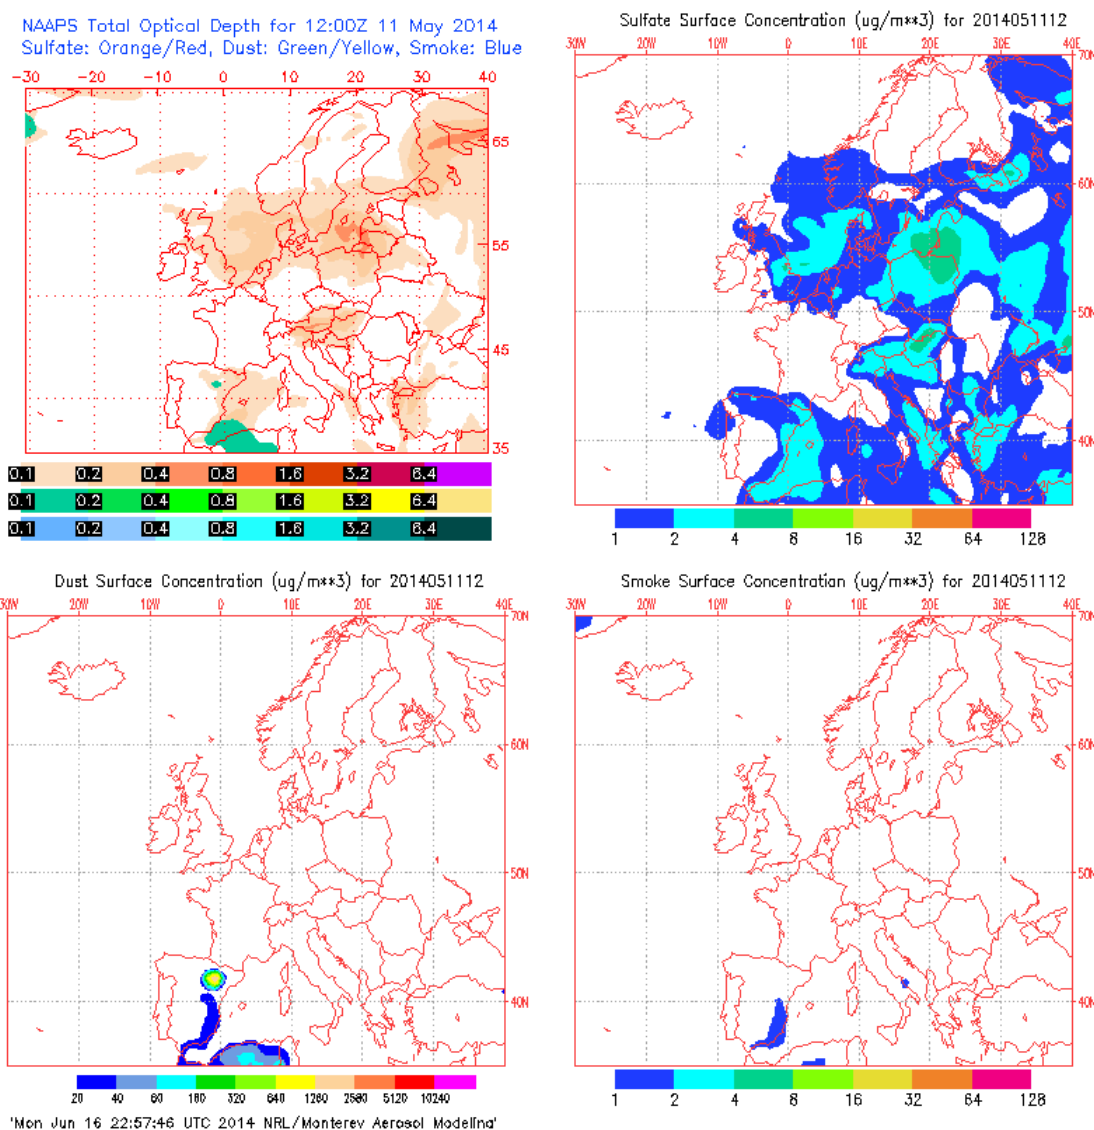 NAAPS Total Optical Depth for 12:00Z 11 May 2014
Sulfate: Orange/Red, Dust: Green/Yellow, Smoke: Blue
-30 -20 -10 0 10 20 30 40
65
55
45
35
0.1 0.2 0.4 0.8 1.6 3.2 6.4
0.1 0.2 0.4 0.8 1.6 3.2 6.4
0.1 0.2 0.4 0.8 1.6 3.2 6.4
Sulfate Surface Concentration (ug/m**3) for 2014051112
30W 20W 10W 0 10E 20E 30E 40E
70N
60N
50N
40N
1 2 4 8 16 32 64 128
Dust Surface Concentration (ug/m**3) for 2014051112
30W 20W 10W 0 10E 20E 30E 40E
70N
60N
50N
40N
20 40 60 160 320 640 1260 2560 5120 10240
'Mon Jun 16 22:57:46 UTC 2014 NRL/Monterey Aerosol Modeling'
Smoke Surface Concentration (ug/m**3) for 2014051112
30W 20W 10W 0 10E 20E 30E 40E
70N
60N
50N
40N
1 2 4 8 16 32 64 128